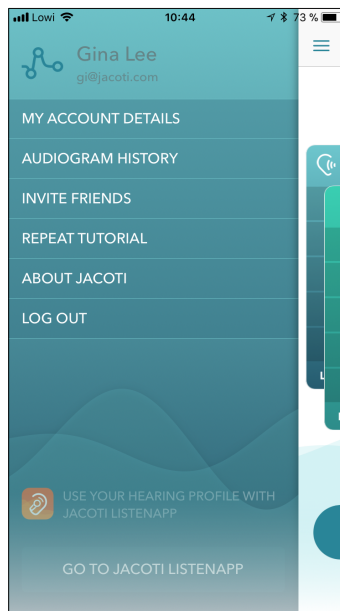 Lowi 10:44 73 %
Gina Lee
gi@jacoti.com
MY ACCOUNT DETAILS
AUDIOGRAM HISTORY
INVITE FRIENDS
REPEAT TUTORIAL
ABOUT JACOTI
LOG OUT
USE YOUR HEARING PROFILE WITH
JACOTI LISTENAPP
GO TO JACOTI LISTENAPP